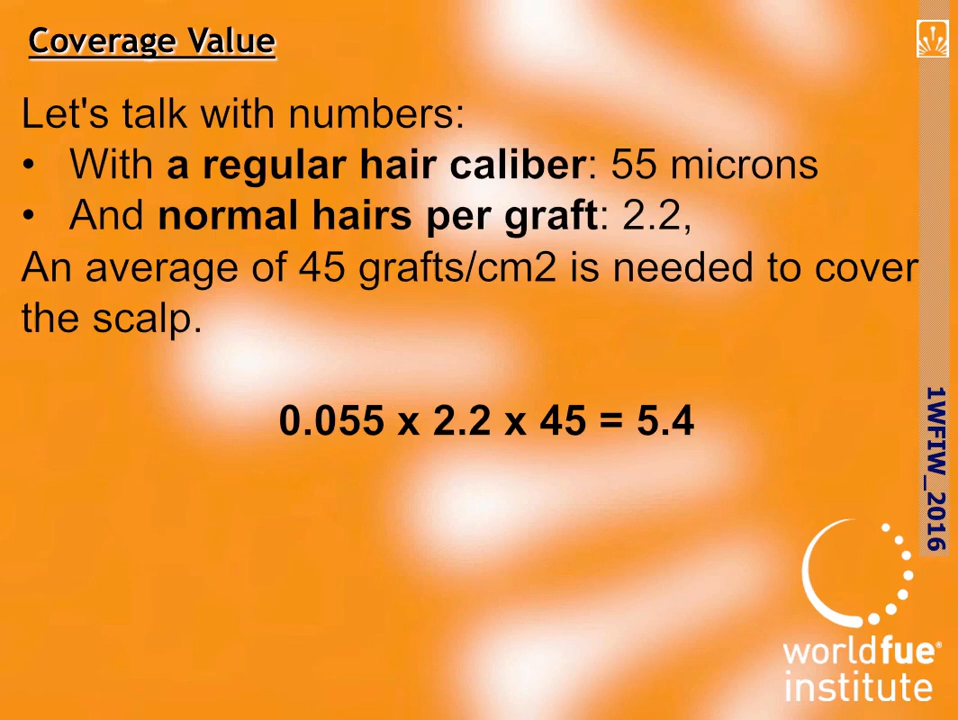 Coverage Value
Let's talk with numbers:
• With a regular hair caliber: 55 microns
• And normal hairs per graft: 2.2,
An average of 45 grafts/cm2 is needed to cover
the scalp.
0.055 x 2.2 x 45 = 5.4
1WFIW_2016
worldfue®
institute